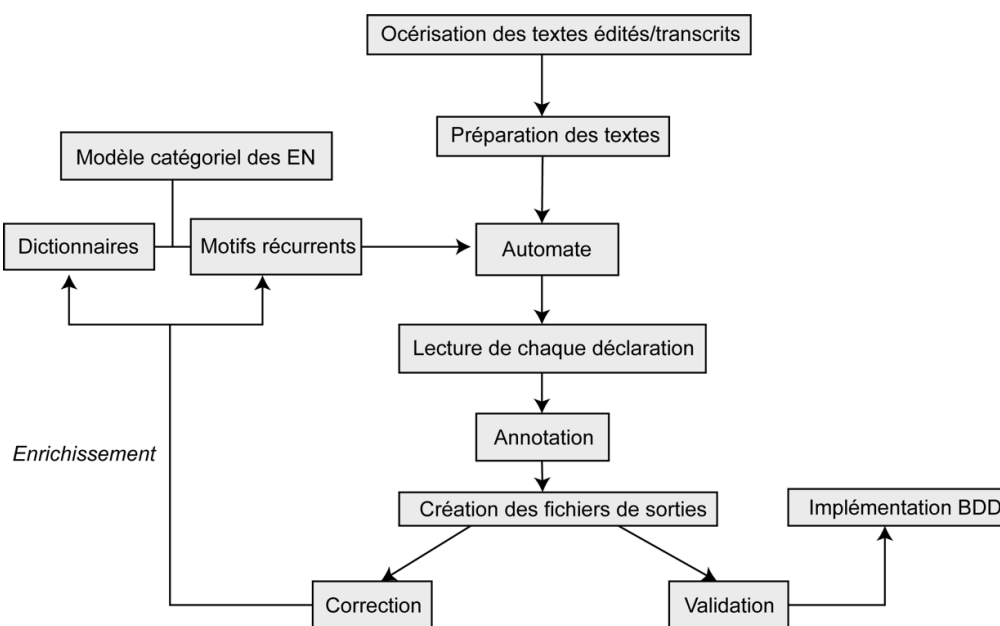 Océrisation des textes édités/transcrits
Préparation des textes
Modèle catégoriel des EN
Dictionnaires
Motifs récurrents
Automate
Lecture de chaque déclaration
Annotation
Enrichissement
Création des fichiers de sorties
Implémentation BDD
Correction
Validation